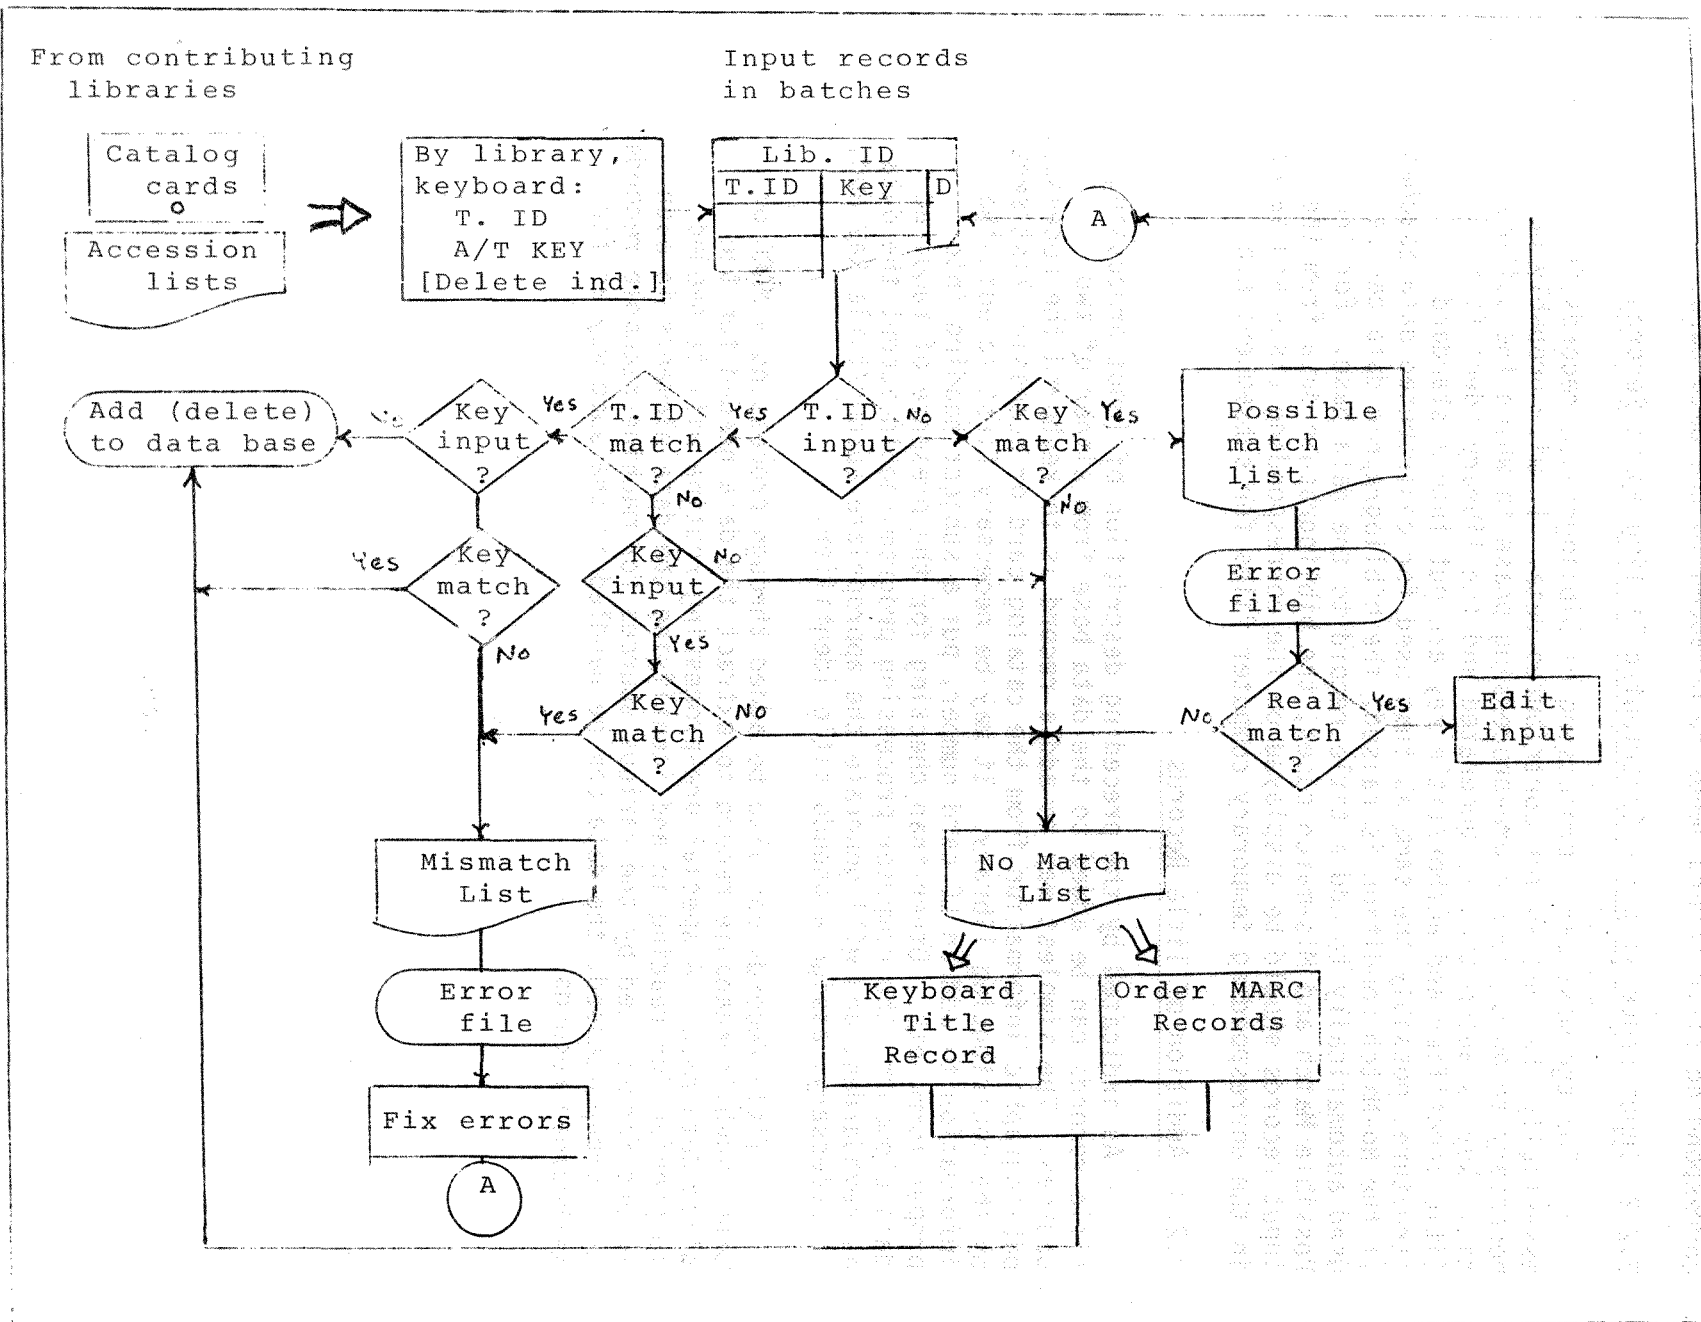 From contributing
libraries
Input records
in batches
Catalog
cards
Accession
lists
By library,
keyboard:
T. ID
A/T KEY
[Delete ind.]
Lib. ID
T.ID Key D
A
Add (delete)
to data base
No
Key
input
?
Yes
T.ID
match
?
Yes
T.ID
input
?
No
Key
match
?
Yes
Possible
match
list
No
No
Yes
Key
match
?
Key
input
?
No
Error
file
No
Yes
Yes
Key
match
?
No
No
Real
match
?
Yes
Edit
input
Mismatch
List
No Match
List
Error
file
Keyboard
Title
Record
Order MARC
Records
Fix errors
A